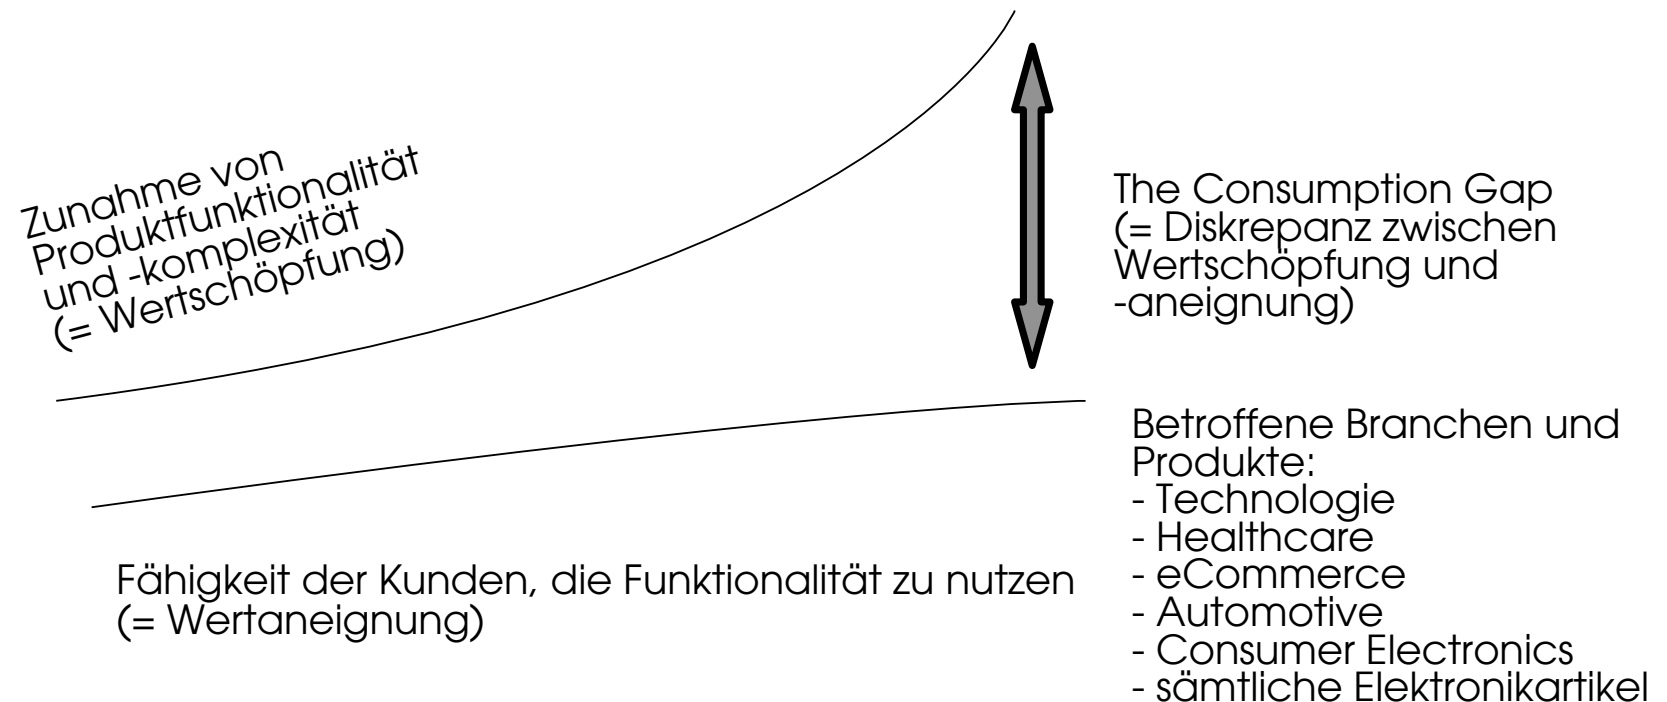 Zunahme von
Produktfunktionalität
und -komplexität
(= Wertschöpfung)
The Consumption Gap
(= Diskrepanz zwischen
Wertschöpfung und
-aneignung)
Betroffene Branchen und
Produkte:
- Technologie
- Healthcare
- eCommerce
- Automotive
- Consumer Electronics
- sämtliche Elektronikartikel
Fähigkeit der Kunden, die Funktionalität zu nutzen
(= Wertaneignung)